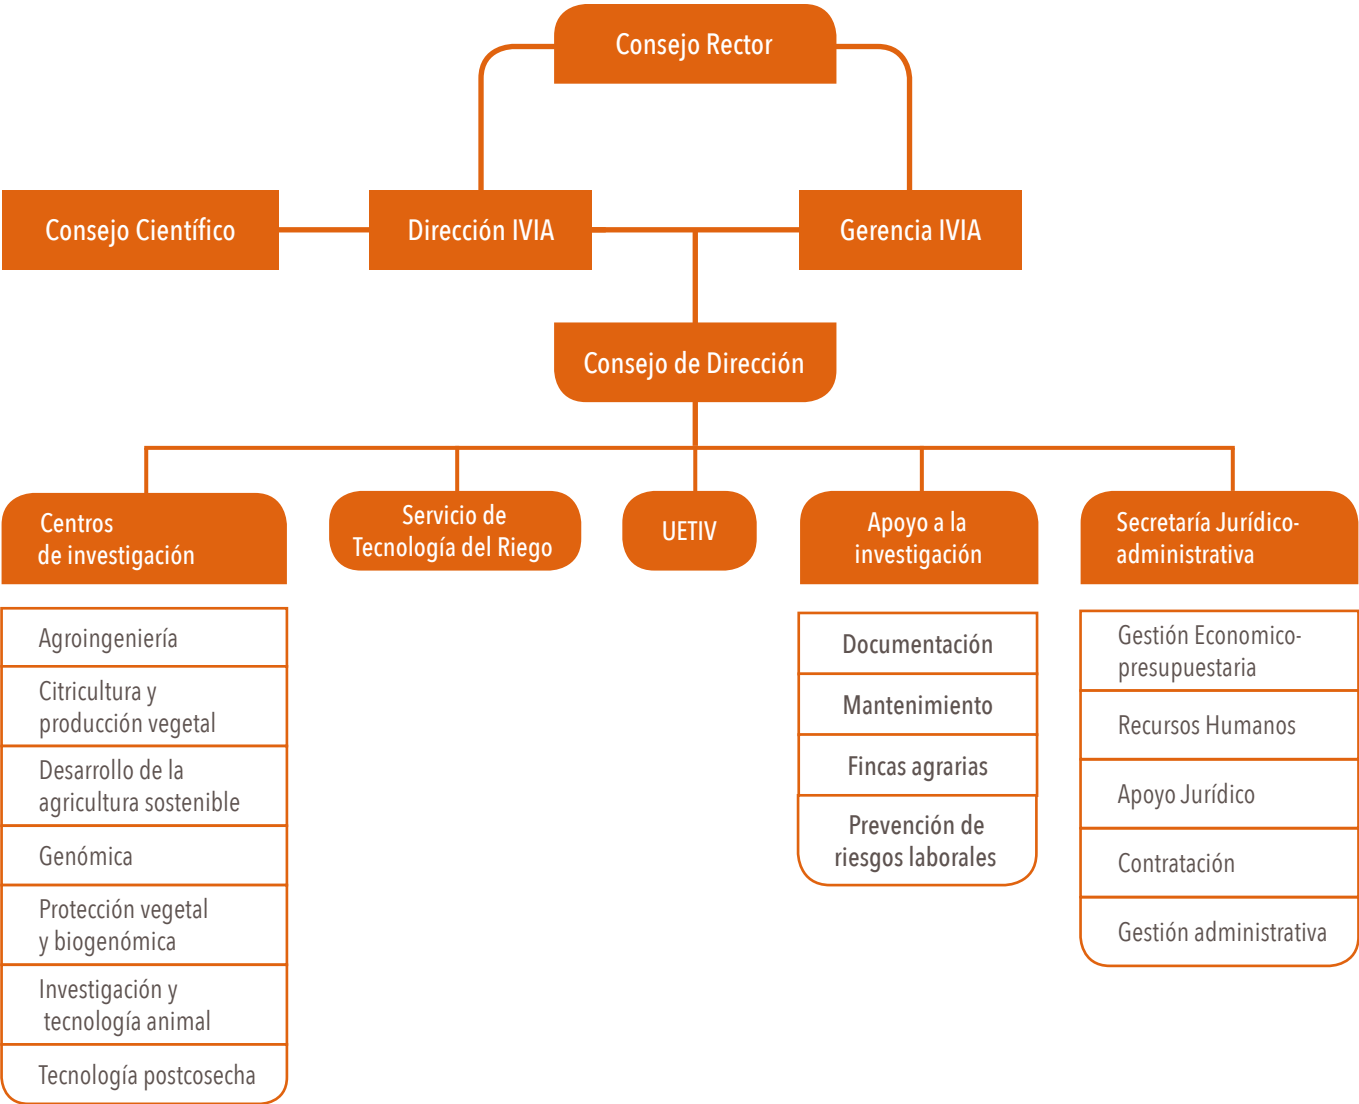 Consejo Rector
Consejo Científico
Dirección IVIA
Gerencia IVIA
Consejo de Dirección
Centros
de investigación
Agroingeniería
Citricultura y
producción vegetal
Desarrollo de la
agricultura sostenible
Genómica
Protección vegetal
y biogenómica
Investigación y
tecnología animal
Tecnología postcosecha
Servicio de
Tecnología del Riego
UETIV
Apoyo a la
investigación
Documentación
Mantenimiento
Fincas agrarias
Prevención de
riesgos laborales
Secretaría Jurídico-
administrativa
Gestión Economico-
presupuestaria
Recursos Humanos
Apoyo Jurídico
Contratación
Gestión administrativa